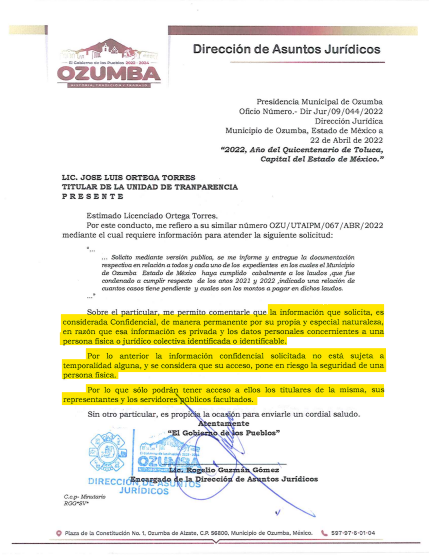 El Gobierno de los Pueblos 2022 - 2024
OZUMBA
HISTORIA, TRADICIÓN Y TRABAJO
Dirección de Asuntos Jurídicos
Presidencia Municipal de Ozumba
Oficio Número.- Dir Jur/09/044/2022
Dirección Jurídica
Municipio de Ozumba, Estado de México a
22 de Abril de 2022
“2022, Año del Quicentenario de Toluca,
Capital del Estado de México.”
LIC. JOSE LUIS ORTEGA TORRES
TITULAR DE LA UNIDAD DE TRANPARENCIA
P R E S E N T E
Estimado Licenciado Ortega Torres.
Por este conducto, me refiero a su similar número OZU/UTAIPM/067/ABR/2022
mediante el cual requiere información para atender la siguiente solicitud:
“...
... Solicito mediante versión publica, se me informe y entregue la documentación
respectiva en relación a todos y cada uno de los expedientes en los cuales el Municipio
de Ozumba Estado de México haya cumplido cabalmente a los laudos ,que fue
condenado a cumplir respecto de los años 2021 y 2022 ,indicado una relación de
cuantos casos tiene pendiente y cuales son los montos a pagar en dichos laudos.
...”
Sobre el particular, me permito comentarle que la información que solicita, es
considerada Confidencial, de manera permanente por su propia y especial naturaleza,
en razón que esa información es privada y los datos personales concernientes a una
persona física o jurídico colectiva identificada o identificable.
Por lo anterior la información confidencial solicitada no está sujeta a
temporalidad alguna, y se considera que su acceso, pone en riesgo la seguridad de una
persona física.
Por lo que sólo podrán tener acceso a ellos los titulares de la misma, sus
representantes y los servidores públicos facultados.
Sin otro particular, es propicia la ocasión para enviarle un cordial saludo.
Atentamente
“El Gobierno de los Pueblos”
OZUMBA
DIRECCIÓN DE ASUNTOS
JURÍDICOS
Lic. Rogelio Guzmán Gómez
Encargado de la Dirección de Asuntos Jurídicos
C.c.p- Minutario
RGG*SV*
Plaza de la Constitución No. 1, Ozumba de Alzate, C.P. 56800, Municipio de Ozumba, México. 597-97-6-01-04